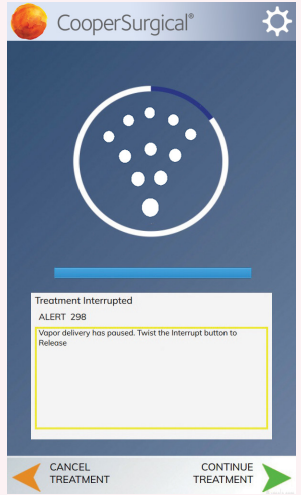 CooperSurgical®
Treatment Interrupted
ALERT 298
Vapor delivery has paused. Twist the Interrupt button to
Release
CANCEL
TREATMENT
CONTINUE
TREATMENT